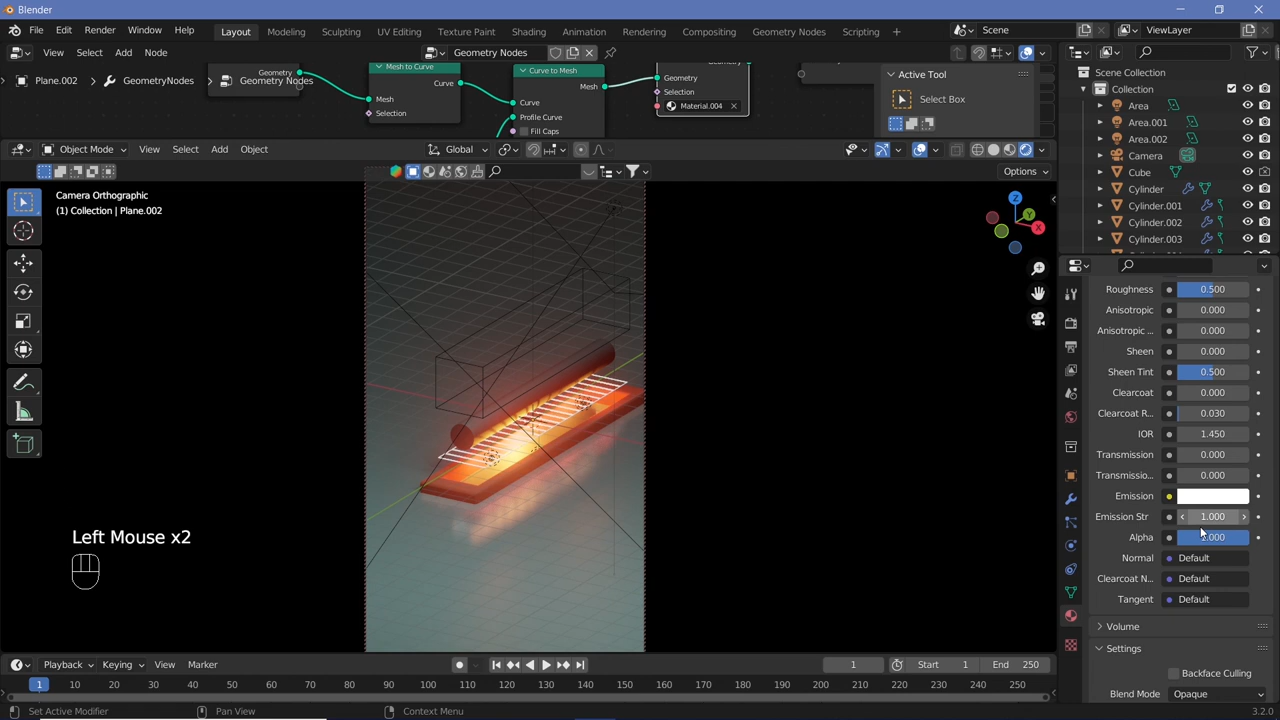 Blender
File Edit Render Window Help Layout Modeling Sculpting UV Editing Texture Paint Shading Animation Rendering Compositing Geometry Nodes Scripting Scene ViewLayer
View Select Add Node Geometry Nodes
Plane.002 GeometryNodes Geometry Nodes
Geometry
Mesh to Curve
Curve
Mesh
Selection
Curve to Mesh
Mesh
Curve
Profile Curve
Fill Caps
Geometry
Selection
Material.004
Active Tool
Select Box
Scene Collection
Collection
Area
Area.001
Area.002
Camera
Cube
Cylinder
Cylinder.001
Cylinder.002
Cylinder.003
Object Mode View Select Add Object Global
Options
Camera Orthographic
(1) Collection | Plane.002
Z
Y
X
Left Mouse x2
Roughness 0.500
Anisotropic 0.000
Anisotropic ... 0.000
Sheen 0.000
Sheen Tint 0.500
Clearcoat 0.000
Clearcoat R... 0.030
IOR 1.450
Transmission 0.000
Transmissio... 0.000
Emission
Emission Str 1.000
Alpha 1.000
Normal Default
Clearcoat N... Default
Tangent Default
Volume
Settings
Backface Culling
Blend Mode Opaque
Playback Keying View Marker 1 Start 1 End 250
1 10 20 30 40 50 60 70 80 90 100 110 120 130 140 150 160 170 180 190 200 210 220 230 240 250
Set Active Modifier Pan View Context Menu 3.2.0